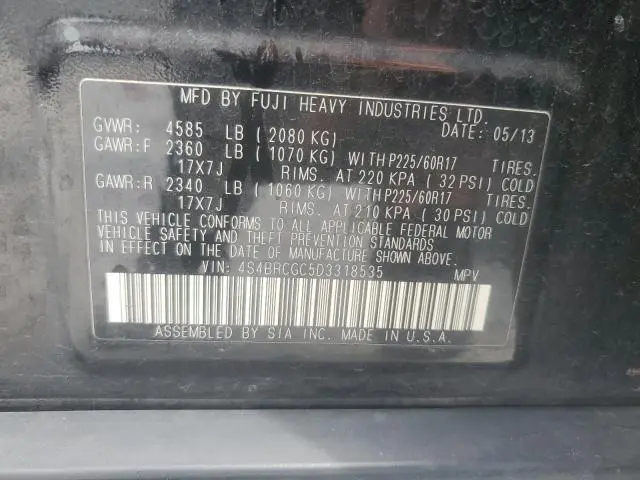 MFD BY FUJI HEAVY INDUSTRIES LTD.
GVWR: 4585 LB ( 2080 KG) DATE: 05/13
GAWR:F 2360 LB ( 1070 KG) WITH P225/60R17 TIRES.
17X7J RIMS. AT 220 KPA ( 32 PSI) COLD
GAWR:R 2340 LB ( 1060 KG) WITH P225/60R17 TIRES.
17X7J RIMS. AT 210 KPA ( 30 PSI) COLD
THIS VEHICLE CONFORMS TO ALL APPLICABLE FEDERAL MOTOR
VEHICLE SAFETY AND THEFT PREVENTION STANDARDS
IN EFFECT ON THE DATE OF MANUFACTURE SHOWN ABOVE.
VIN: 4S4BRCGC5D3318535 MPV
ASSEMBLED BY SIA INC. MADE IN U.S.A.